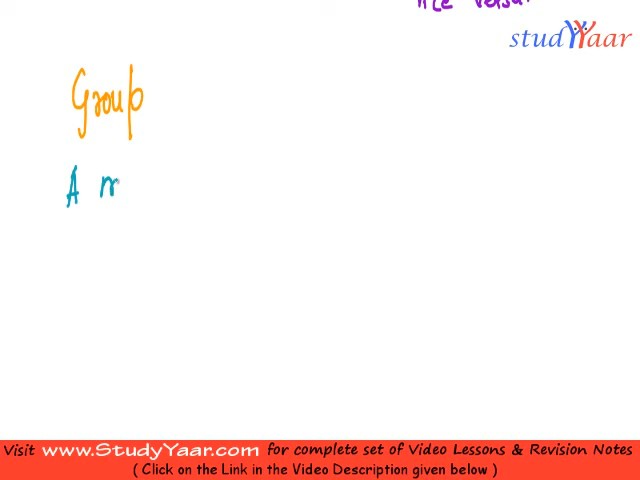 studYYaar
Group
A
Visit www.StudyYaar.com for complete set of Video Lessons & Revision Notes
( Click on the Link in the Video Description given below )